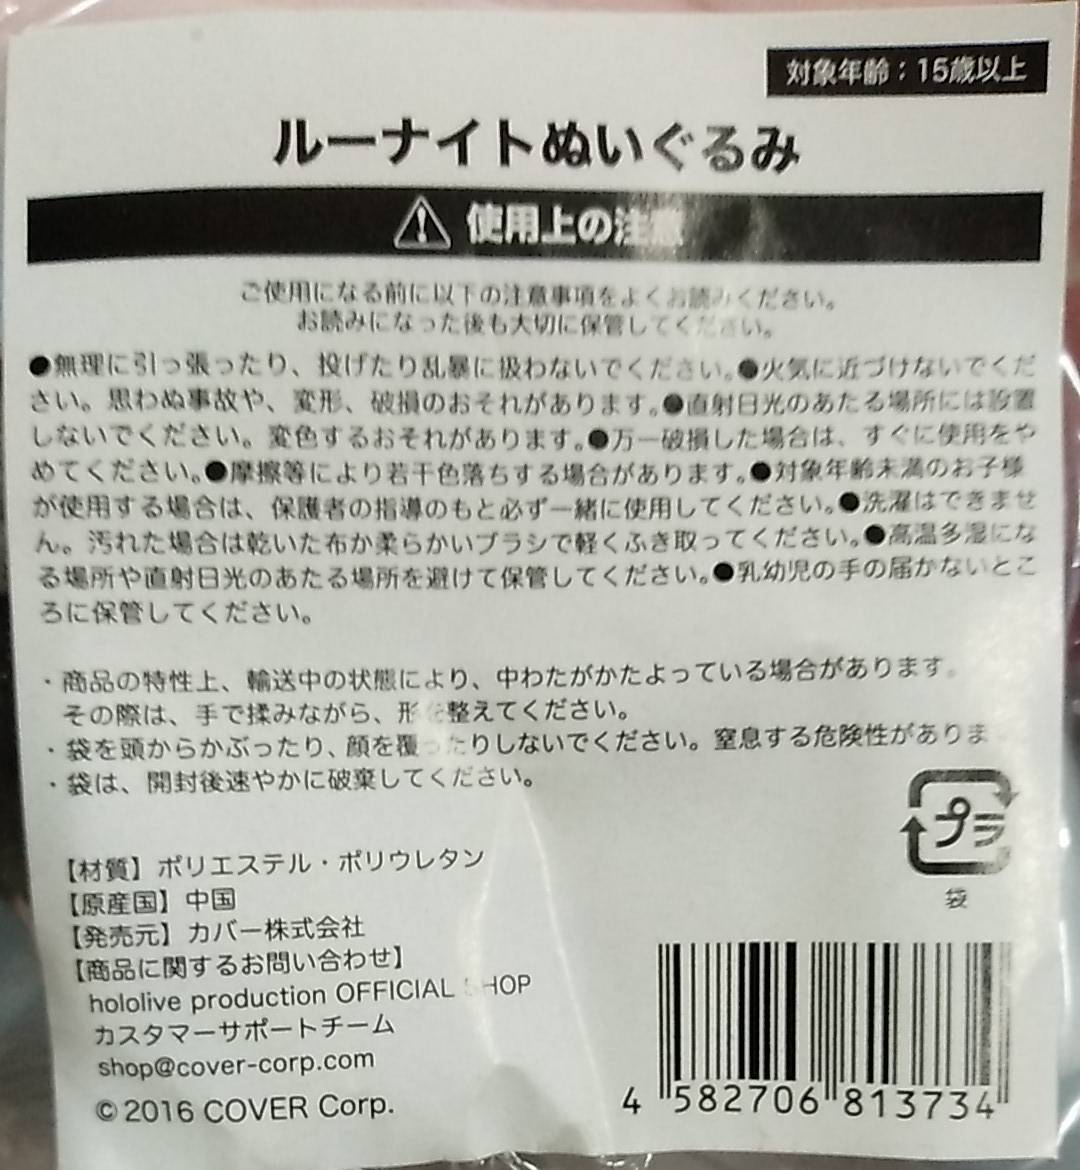 対象年齢：15歳以上
ルーナイトぬいぐるみ
使用上の注意
ご使用になる前に以下の注意事項をよくお読みください。
お読みになった後も大切に保管してください。
●無理に引っ張ったり、投げたり乱暴に扱わないでください。●火気に近づけないでくだ
さい。思わぬ事故や、変形、破損のおそれがあります。●直射日光のあたる場所には設置
しないでください。変色するおそれがあります。●万一破損した場合は、すぐに使用をや
めてください。●摩擦等により若干色落ちする場合があります。●対象年齢未満のお子様
が使用する場合は、保護者の指導のもと必ず一緒に使用してください。●洗濯はできませ
ん。汚れた場合は乾いた布か柔らかいブラシで軽くふき取ってください。●高温多湿にな
る場所や直射日光のあたる場所を避けて保管してください。●乳幼児の手の届かないとこ
ろに保管してください。
・商品の特性上、輸送中の状態により、中わたがかたよっている場合があります。
その際は、手で揉みながら、形を整えてください。
・袋を頭からかぶったり、顔を覆ったりしないでください。窒息する危険性がありま
・袋は、開封後速やかに破棄してください。
プラ
袋
【材質】ポリエステル・ポリウレタン
【原産国】中国
【発売元】カバー株式会社
【商品に関するお問い合わせ】
hololive production OFFICIAL SHOP
カスタマーサポートチーム
shop@cover-corp.com
© 2016 COVER Corp.
4 582706 813734